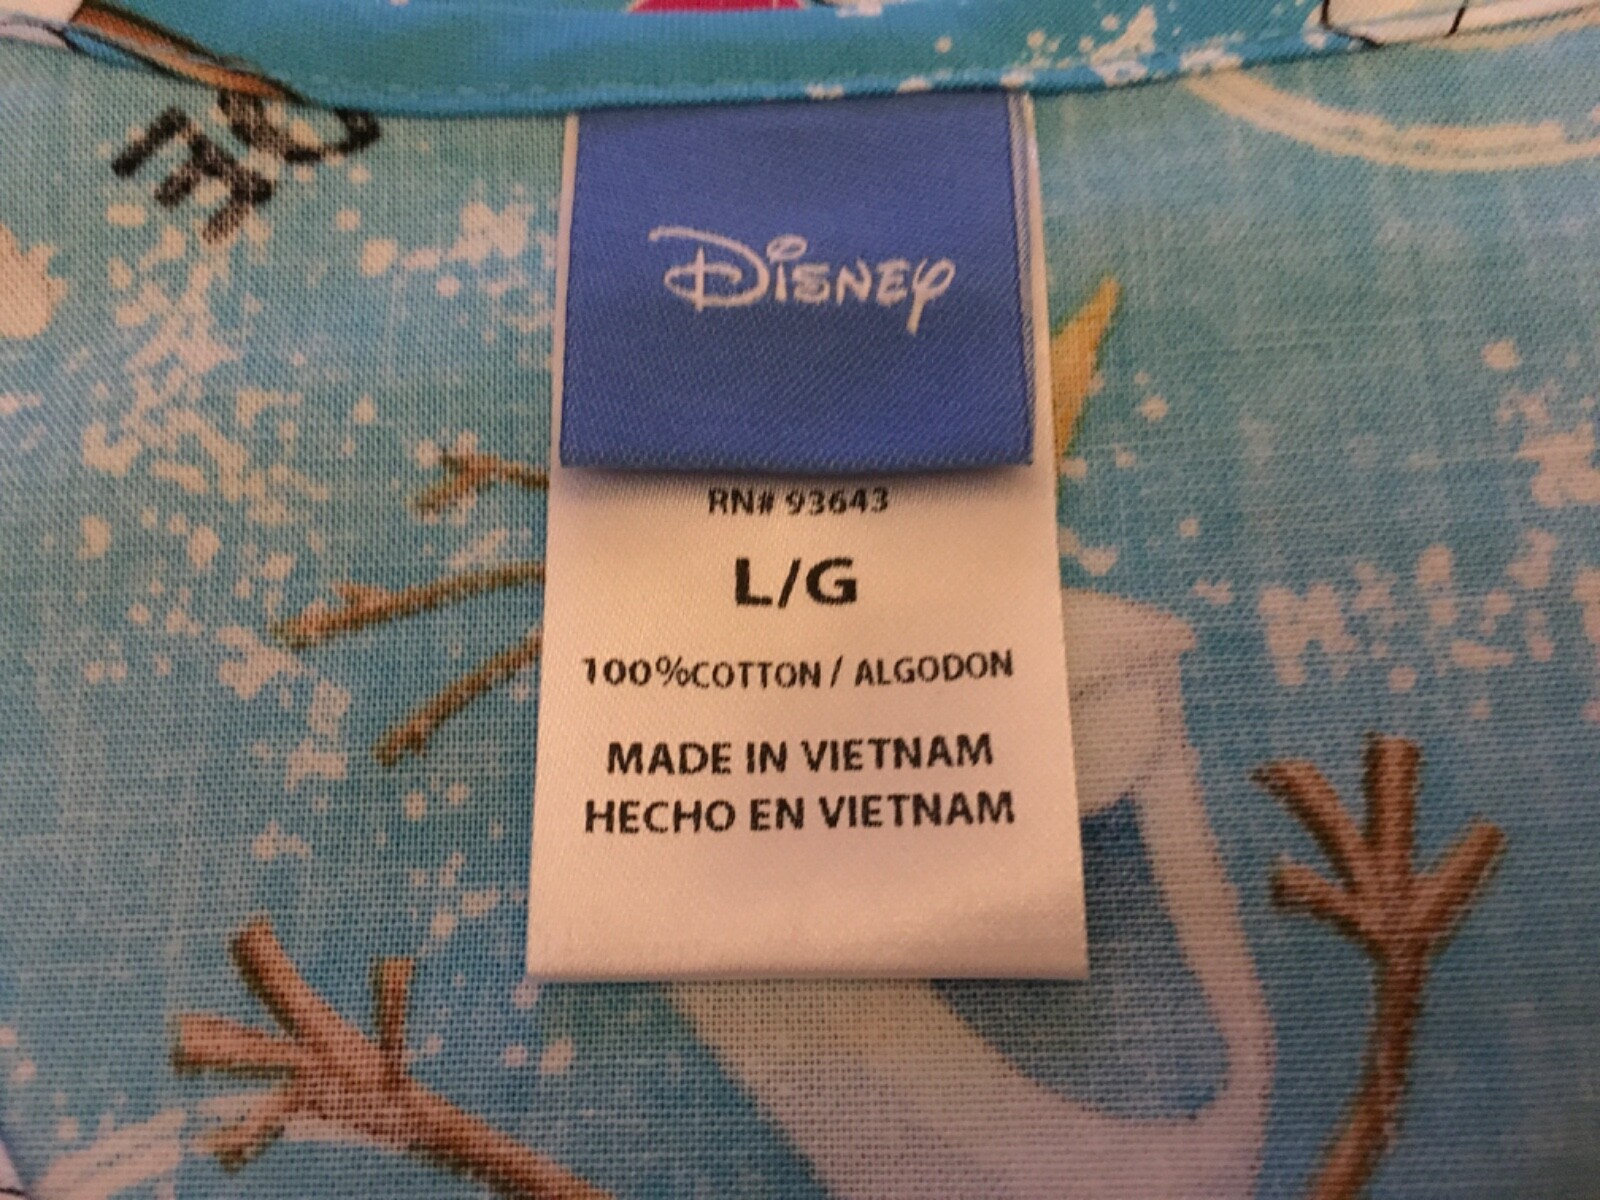 Disney
RN# 93643
L/G
100%COTTON / ALGODON
MADE IN VIETNAM
HECHO EN VIETNAM